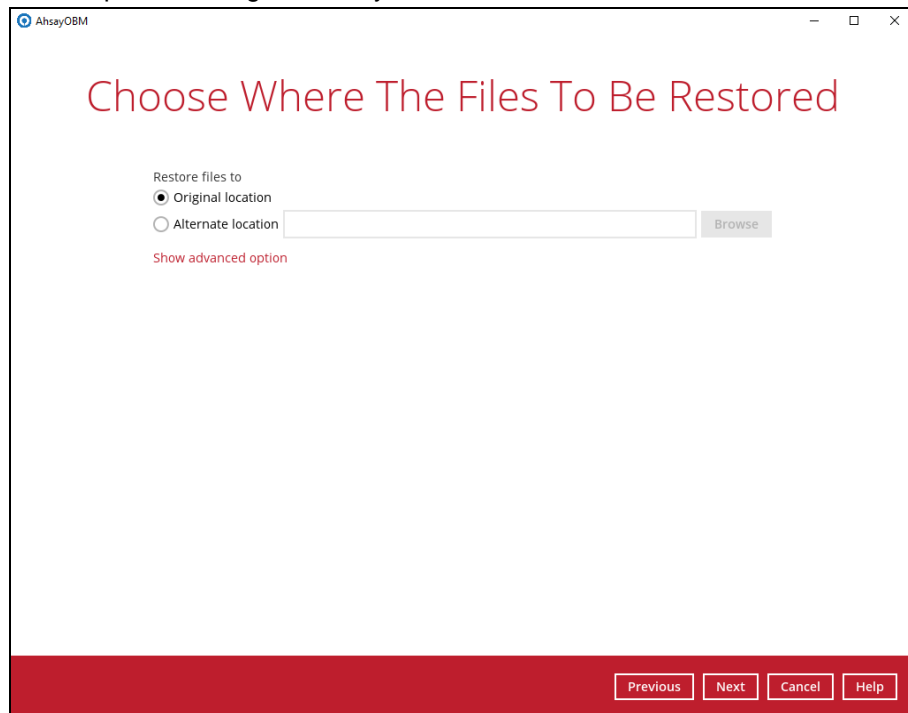 AhsayOBM
Choose Where The Files To Be Restored
Restore files to
Original location
Alternate location Browse
Show advanced option
Previous Next Cancel Help